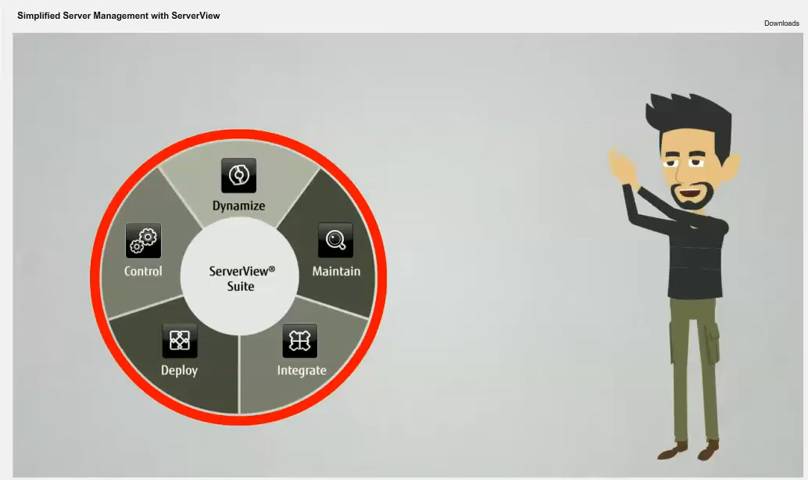 Simplified Server Management with ServerView
Downloads
Dynamize
Control
ServerView®
Suite
Maintain
Deploy
Integrate